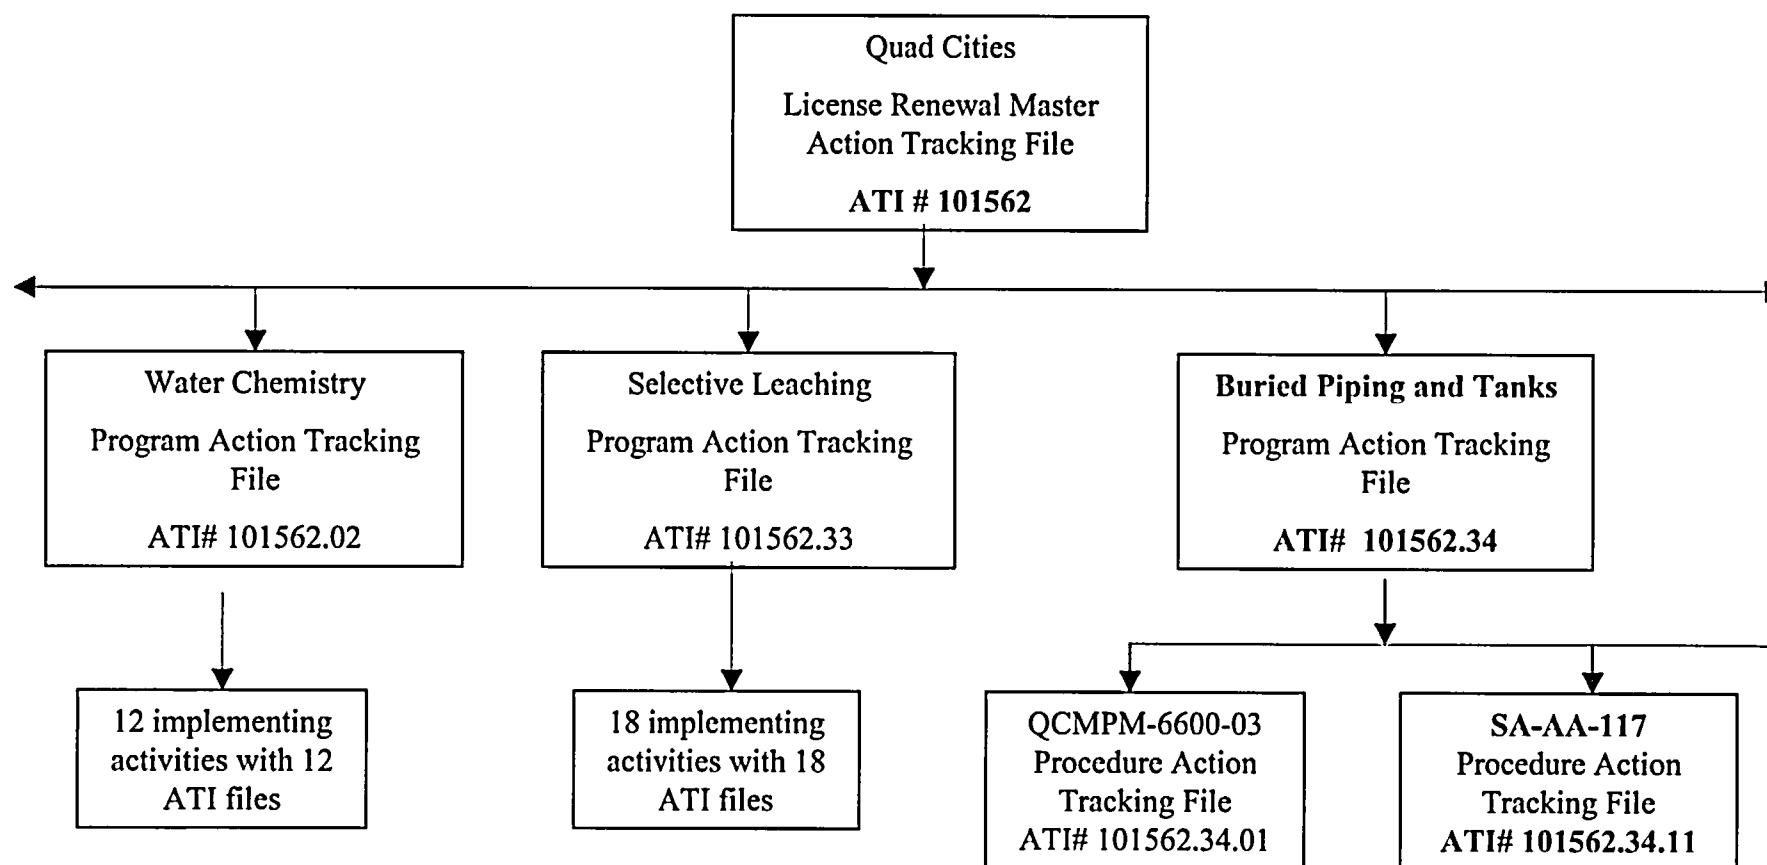 Quad Cities
License Renewal Master
Action Tracking File
ATI # 101562
Water Chemistry
Program Action Tracking
File
ATI# 101562.02
Selective Leaching
Program Action Tracking
File
ATI# 101562.33
Buried Piping and Tanks
Program Action Tracking
File
ATI# 101562.34
12 implementing
activities with 12
ATI files
18 implementing
activities with 18
ATI files
QCMPM-6600-03
Procedure Action
Tracking File
ATI# 101562.34.01
SA-AA-117
Procedure Action
Tracking File
ATI# 101562.34.11